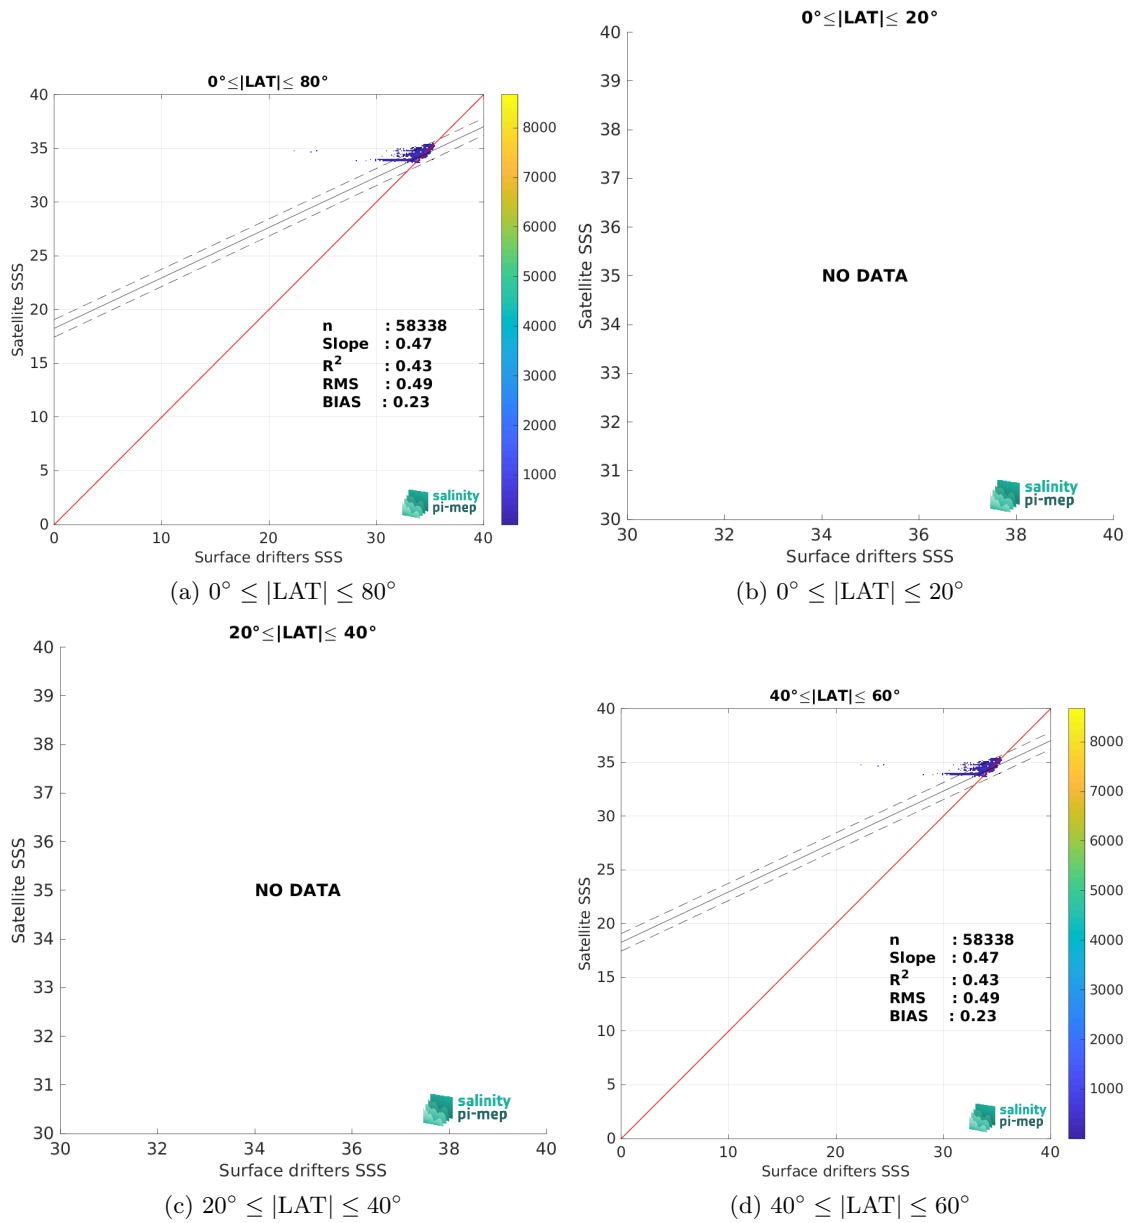 0°≤|LAT|≤ 80°
40
35
30
25
20
15
10
5
0
Satellite SSS
n : 58338
Slope : 0.47
R2 : 0.43
RMS : 0.49
BIAS : 0.23
salinity
pi-mep
0 10 20 30 40
Surface drifters SSS
8000
7000
6000
5000
4000
3000
2000
1000
(a) 0° ≤ |LAT| ≤ 80°
0°≤|LAT|≤ 20°
40
39
38
37
36
35
34
33
32
31
30
Satellite SSS
NO DATA
salinity
pi-mep
30 32 34 36 38 40
Surface drifters SSS
(b) 0° ≤ |LAT| ≤ 20°
20°≤|LAT|≤ 40°
40
39
38
37
36
35
34
33
32
31
30
Satellite SSS
NO DATA
salinity
pi-mep
30 32 34 36 38 40
Surface drifters SSS
(c) 20° ≤ |LAT| ≤ 40°
40°≤|LAT|≤ 60°
40
35
30
25
20
15
10
5
0
Satellite SSS
n : 58338
Slope : 0.47
R2 : 0.43
RMS : 0.49
BIAS : 0.23
salinity
pi-mep
0 10 20 30 40
Surface drifters SSS
8000
7000
6000
5000
4000
3000
2000
1000
(d) 40° ≤ |LAT| ≤ 60°